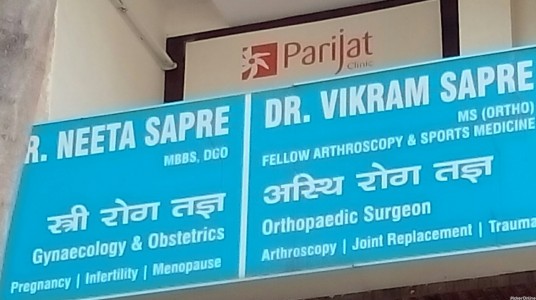 Parijat
Clinic
R. NEETA SAPRE
MBBS, DGO
स्त्री रोग तज्ञ
Gynaecology & Obstetrics
Pregnancy | Infertility | Menopause
DR. VIKRAM SAPRE
MS (ORTHO)
FELLOW ARTHROSCOPY & SPORTS MEDICINE
अस्थि रोग तज्ञ
Orthopaedic Surgeon
Arthroscopy | Joint Replacement | Trauma